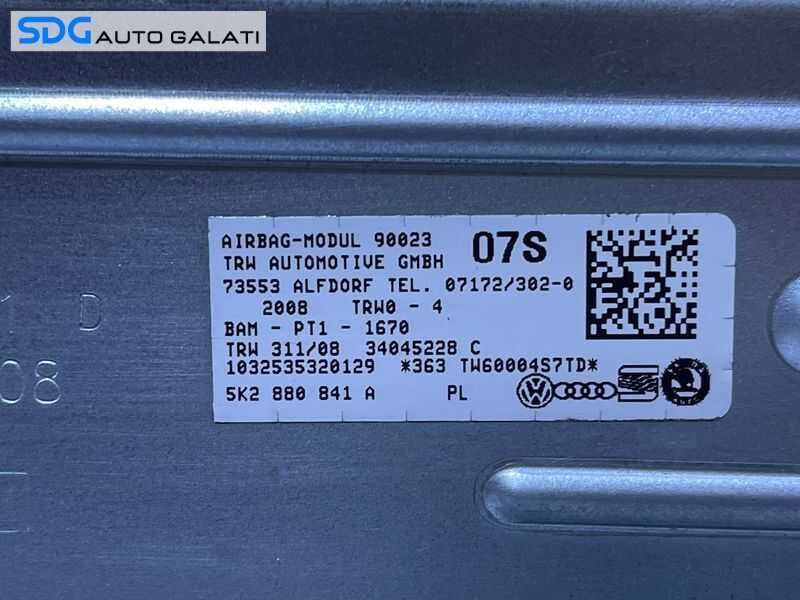 SDG AUTO GALATI
AIRBAG-MODUL 90023 07S
TRW AUTOMOTIVE GMBH
73553 ALFDORF TEL. 07172/302-0
2008 TRW0 - 4
BAM - PT1 - 1670
TRW 311/08 34045228 C
1032535320129 *363 TW60004S7TD*
5K2 880 841 A PL
1 D
08